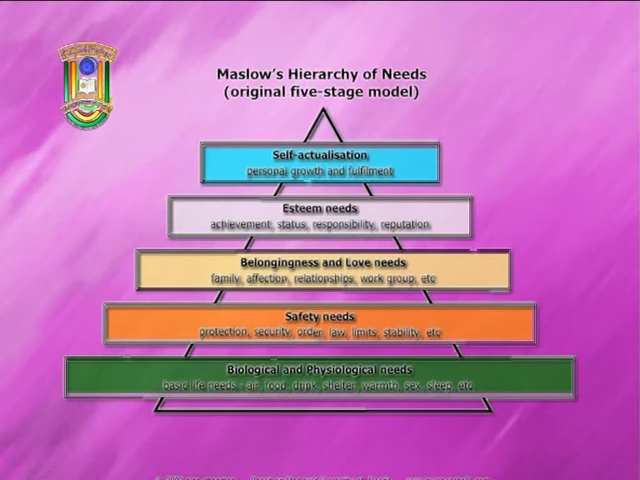 Maslow's Hierarchy of Needs
(original five-stage model)
Self-actualisation
personal growth and fulfilment
Esteem needs
achievement, status, responsibility, reputation
Belongingness and Love needs
family, affection, relationships, work group, etc
Safety needs
protection, security, order, law, limits, stability, etc
Biological and Physiological needs
basic life needs - air, food, drink, shelter, warmth, sex, sleep, etc.